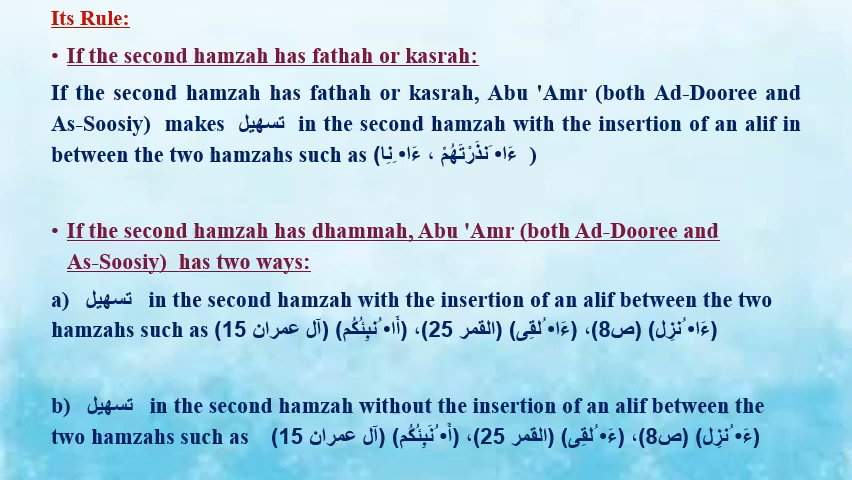 Its Rule:
• If the second hamzah has fathah or kasrah:
If the second hamzah has fathah or kasrah, Abu 'Amr (both Ad-Dooree and
As-Soosiy) makes تسهيل in the second hamzah with the insertion of an alif in
between the two hamzahs such as (ءَا•َنذَرْتَهُمْ ، ءَا•ِنِا )
• If the second hamzah has dhammah, Abu 'Amr (both Ad-Dooree and
As-Soosiy) has two ways:
a) تسهيل in the second hamzah with the insertion of an alif between the two
hamzahs such as (ءَا•ُنزِل) (ص8)، (ءَا•ُلقِى) (القمر 25)، (أَا•ُنبِئُكُم) (آل عمران 15)
b) تسهيل in the second hamzah without the insertion of an alif between the
two hamzahs such as (ءَ•ُنزِل) (ص8)، (ءَ•ُلقِى) (القمر 25)، (أَ•ُنَبِئُكُم) (آل عمران 15)